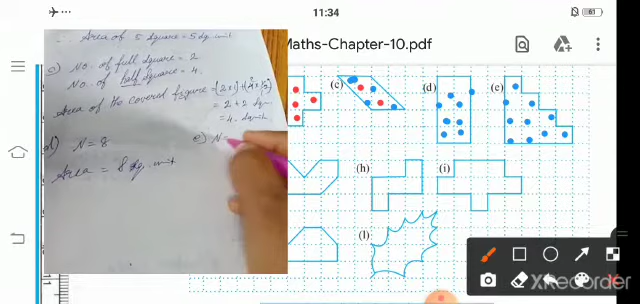 11:34
Area of 5 square = 5 sq. unit
Maths-Chapter-10.pdf
c) No. of full square = 2
No. of half square = 4
Area of the covered figure = (2×1)+(4×1/2)
= 2+2 sq
= 4. sq unit
d) N = 8
e) N=
Area = 8 sq. unit
(c)
(d)
(e)
(h)
(i)
(l)
XRecorder